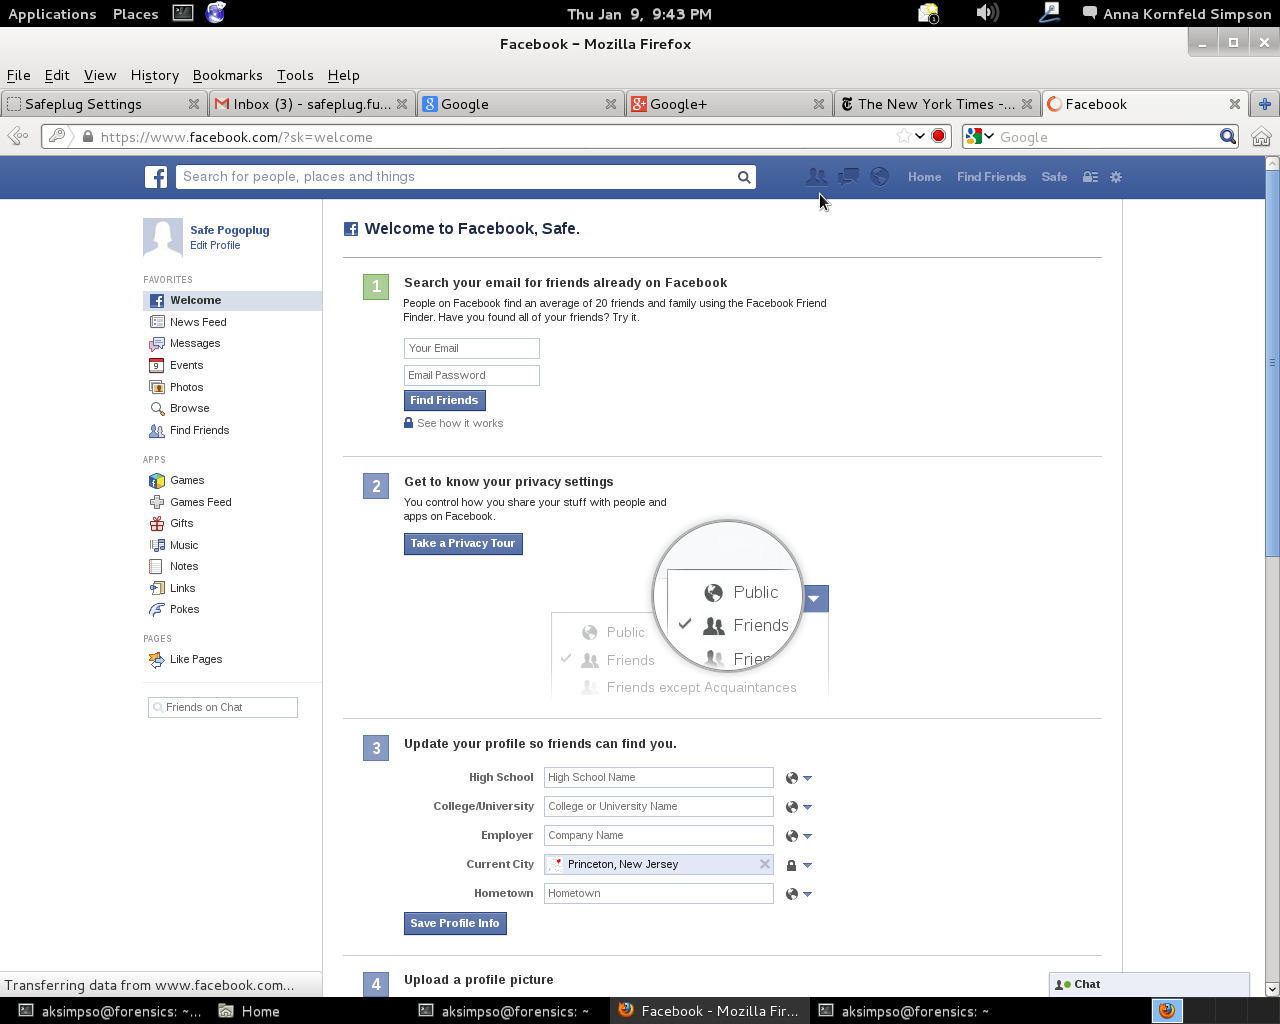 Applications Places Thu Jan 9, 9:43 PM Anna Kornfeld Simpson
Facebook - Mozilla Firefox
File Edit View History Bookmarks Tools Help
Safeplug Settings Inbox (3) - safeplug.fu... Google Google+ The New York Times -... Facebook
https://www.facebook.com/?sk=welcome Google
Search for people, places and things Home Find Friends Safe
Safe Pogoplug
Edit Profile
FAVORITES
Welcome
News Feed
Messages
9 Events
Photos
Browse
Find Friends
APPS
Games
Games Feed
Gifts
Music
Notes
Links
Pokes
PAGES
Like Pages
Friends on Chat
Welcome to Facebook, Safe.
1 Search your email for friends already on Facebook
People on Facebook find an average of 20 friends and family using the Facebook Friend
Finder. Have you found all of your friends? Try it.
Your Email
Email Password
Find Friends
See how it works
2 Get to know your privacy settings
You control how you share your stuff with people and
apps on Facebook.
Take a Privacy Tour
Public
Friends
Frien
Public
Friends
Friends except Acquaintances
3 Update your profile so friends can find you.
High School High School Name
College/University College or University Name
Employer Company Name
Current City Princeton, New Jersey
Hometown Hometown
Save Profile Info
4 Upload a profile picture
Transferring data from www.facebook.com...
Chat
aksimpso@forensics: ~... Home aksimpso@forensics: ~ Facebook - Mozilla Fir... aksimpso@forensics: ~